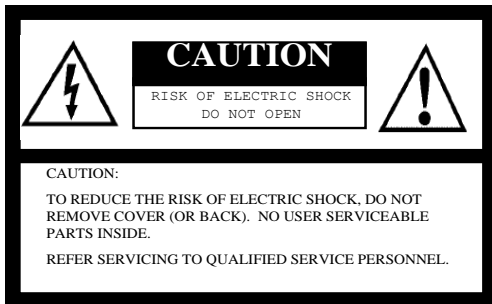 CAUTION
RISK OF ELECTRIC SHOCK
DO NOT OPEN
CAUTION:
TO REDUCE THE RISK OF ELECTRIC SHOCK, DO NOT
REMOVE COVER (OR BACK).  NO USER SERVICEABLE
PARTS INSIDE.
REFER SERVICING TO QUALIFIED SERVICE PERSONNEL.